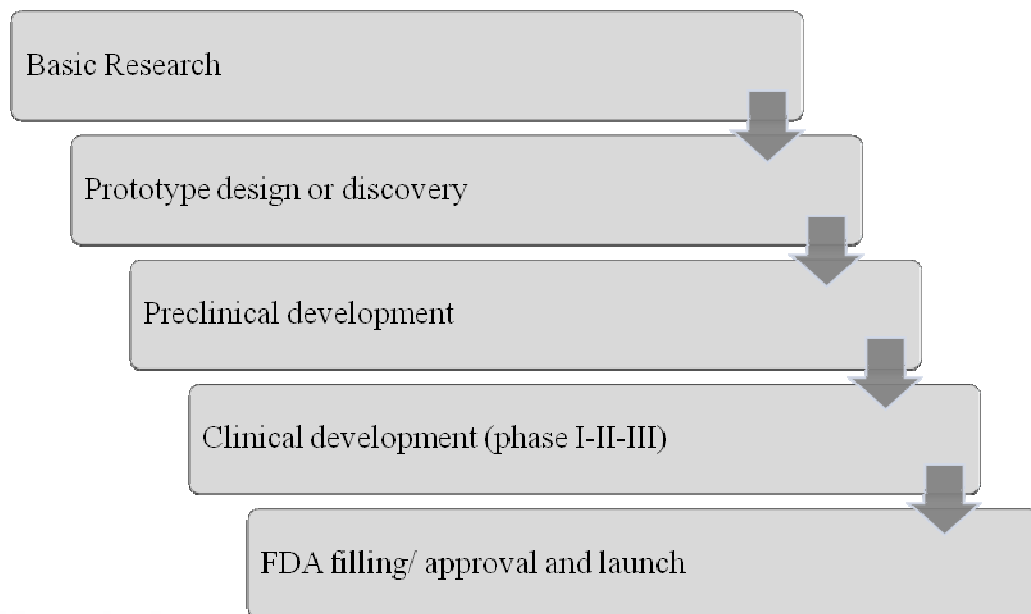 Basic Research
Prototype design or discovery
Preclinical development
Clinical development (phase I-II-III)
FDA filling/ approval and launch